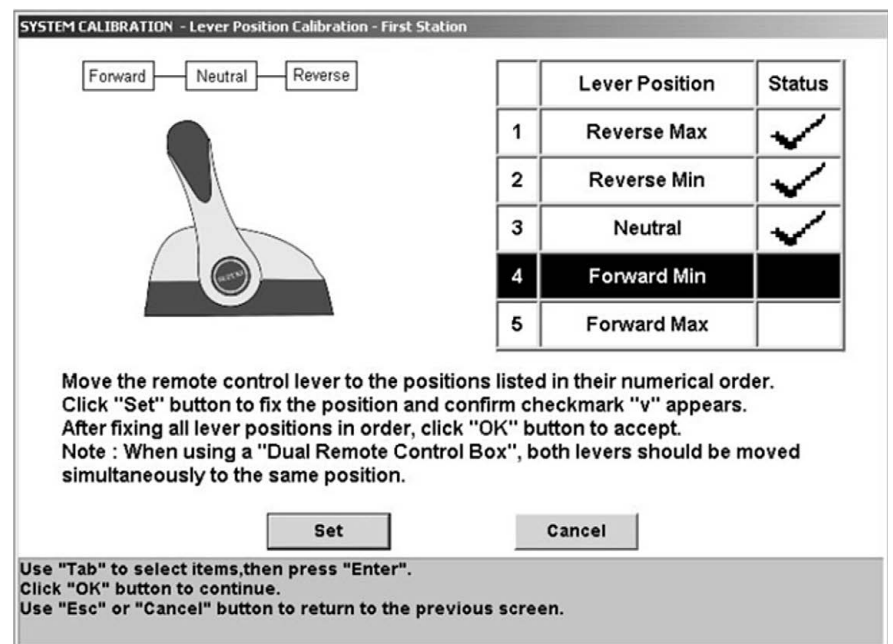 SYSTEM CALIBRATION - Lever Position Calibration - First Station
Forward Neutral Reverse
Lever Position Status
1 Reverse Max
2 Reverse Min
3 Neutral
4 Forward Min
5 Forward Max
Move the remote control lever to the positions listed in their numerical order.
Click "Set" button to fix the position and confirm checkmark "v" appears.
After fixing all lever positions in order, click "OK" button to accept.
Note : When using a "Dual Remote Control Box", both levers should be moved
simultaneously to the same position.
Set Cancel
Use "Tab" to select items,then press "Enter".
Click "OK" button to continue.
Use "Esc" or "Cancel" button to return to the previous screen.